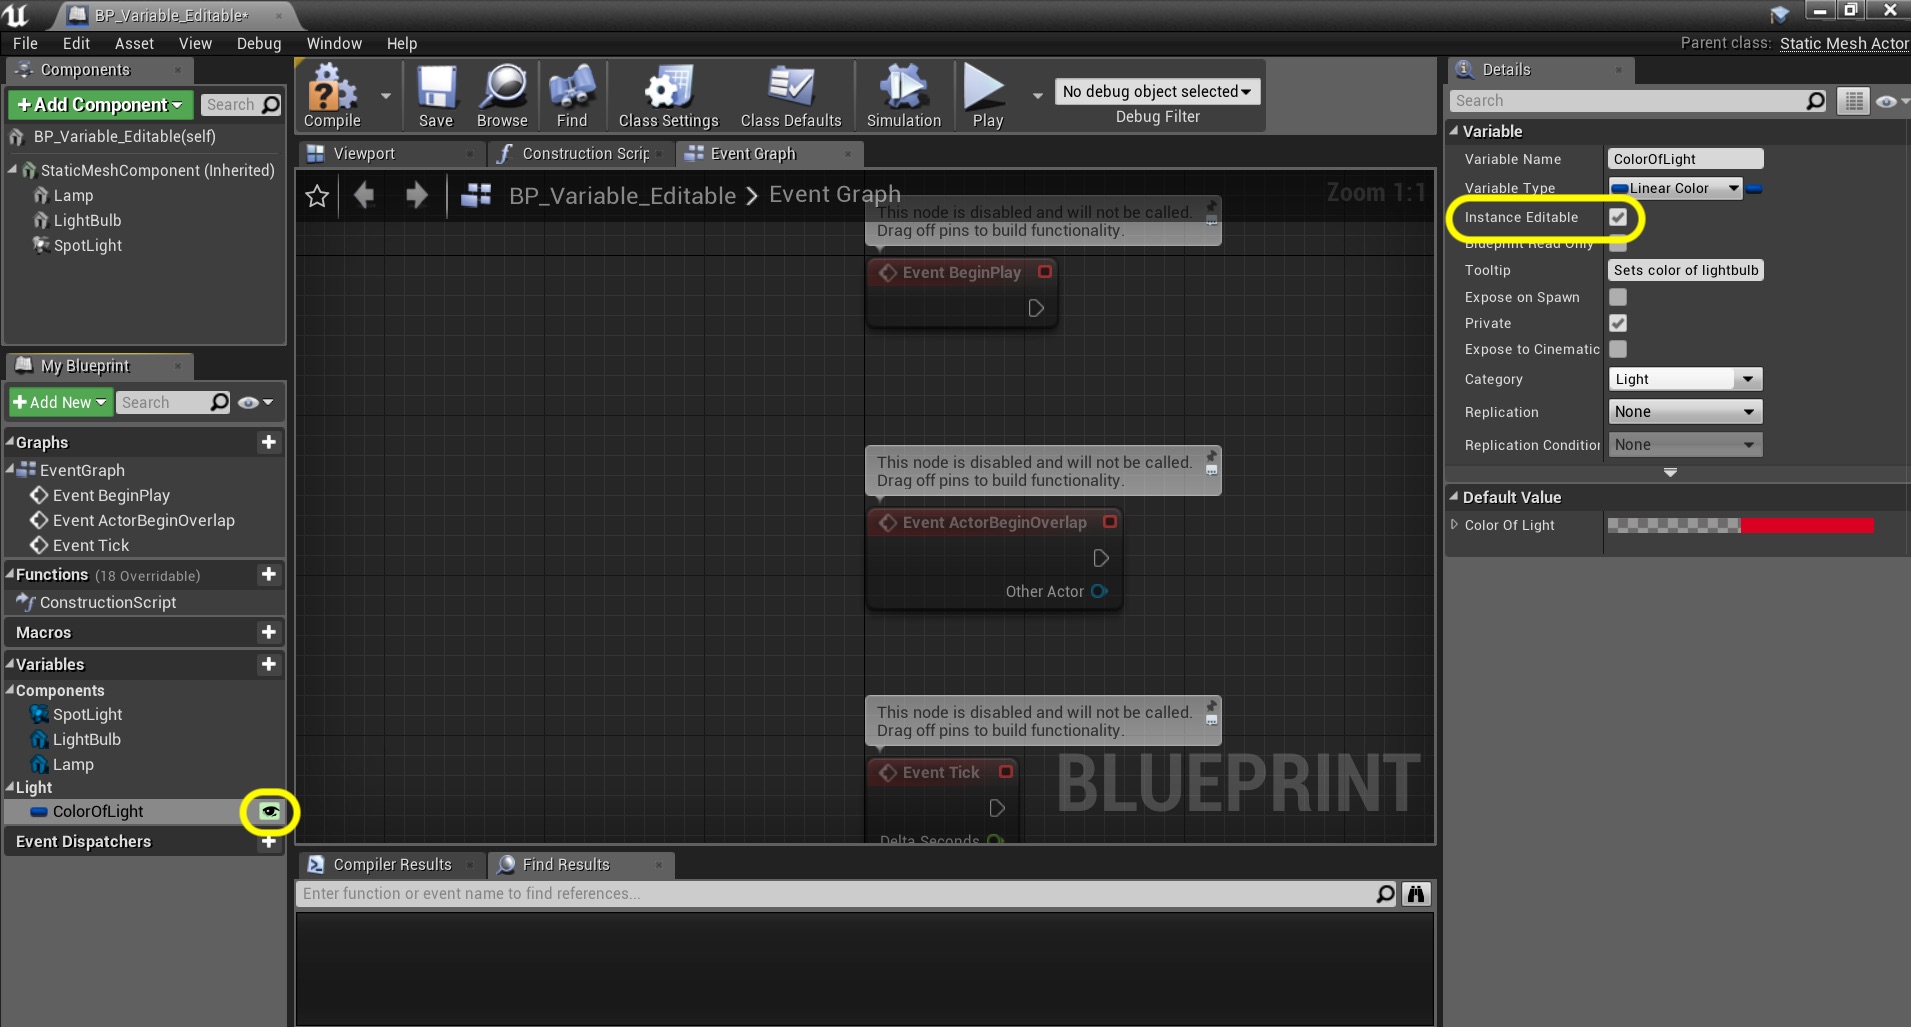 BP_Variable_Editable*
File Edit Asset View Debug Window Help
Parent class: Static Mesh Actor
Components
+Add Component
Search
BP_Variable_Editable(self)
StaticMeshComponent (Inherited)
Lamp
LightBulb
SpotLight
My Blueprint
+Add New
Search
Graphs
EventGraph
Event BeginPlay
Event ActorBeginOverlap
Event Tick
Functions (18 Overridable)
ConstructionScript
Macros
Variables
Components
SpotLight
LightBulb
Lamp
Light
ColorOfLight
Event Dispatchers
Compile
Save
Browse
Find
Class Settings
Class Defaults
Simulation
Play
No debug object selected
Debug Filter
Viewport
Construction Scrip
Event Graph
BP_Variable_Editable > Event Graph
Zoom 1:1
This node is disabled and will not be called.
Drag off pins to build functionality.
Event BeginPlay
This node is disabled and will not be called.
Drag off pins to build functionality.
Event ActorBeginOverlap
Other Actor
This node is disabled and will not be called.
Drag off pins to build functionality.
Event Tick
Delta Seconds
BLUEPRINT
Compiler Results
Find Results
Enter function or event name to find references...
Details
Search
Variable
Variable Name ColorOfLight
Variable Type Linear Color
Instance Editable
Blueprint Read Only
Tooltip Sets color of lightbulb
Expose on Spawn
Private
Expose to Cinematic
Category Light
Replication None
Replication Condition None
Default Value
Color Of Light